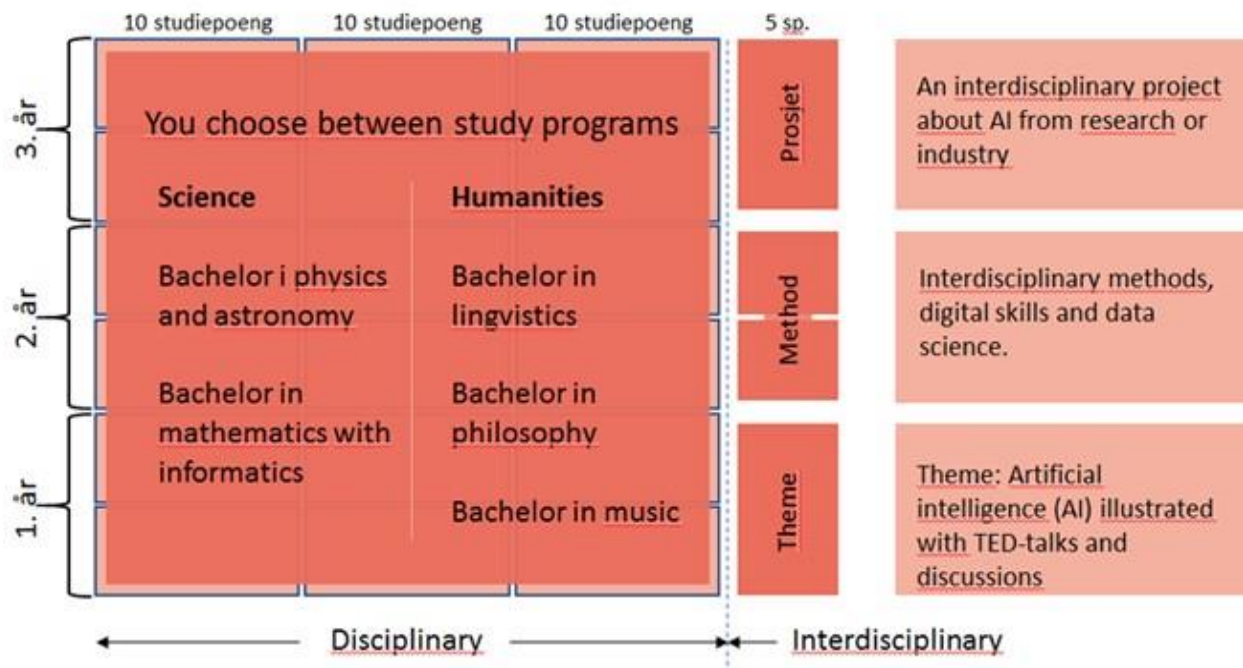 10 studiepoeng 10 studiepoeng 10 studiepoeng 5 sp.
3. år
2. år
1. år
You choose between study programs
Science
Bachelor i physics
and astronomy
Bachelor in
mathematics with
informatics
Humanities
Bachelor in
lingvistics
Bachelor in
philosophy
Bachelor in music
Prosjet
An interdisciplinary project
about AI from research or
industry
Method
Interdisciplinary methods,
digital skills and data
science.
Theme
Theme: Artificial
intelligence (AI) illustrated
with TED-talks and
discussions
Disciplinary
Interdisciplinary